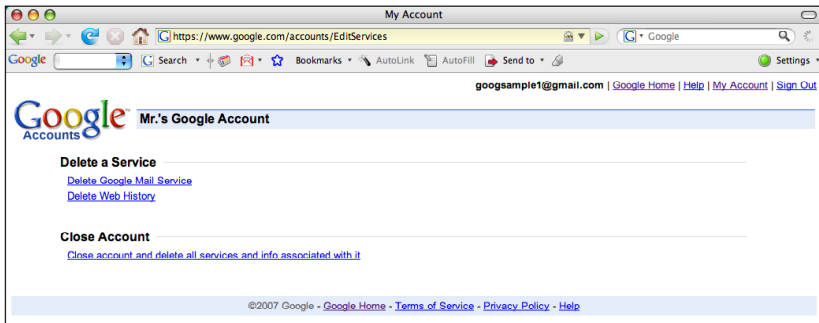 My Account
https://www.google.com/accounts/EditServices
G Google
Google G Search Bookmarks AutoLink AutoFill Send to Settings
googsample1@gmail.com | Google Home | Help | My Account | Sign Out
Google™
Accounts
Mr.'s Google Account
Delete a Service
Delete Google Mail Service
Delete Web History
Close Account
Close account and delete all services and info associated with it
©2007 Google - Google Home - Terms of Service - Privacy Policy - Help